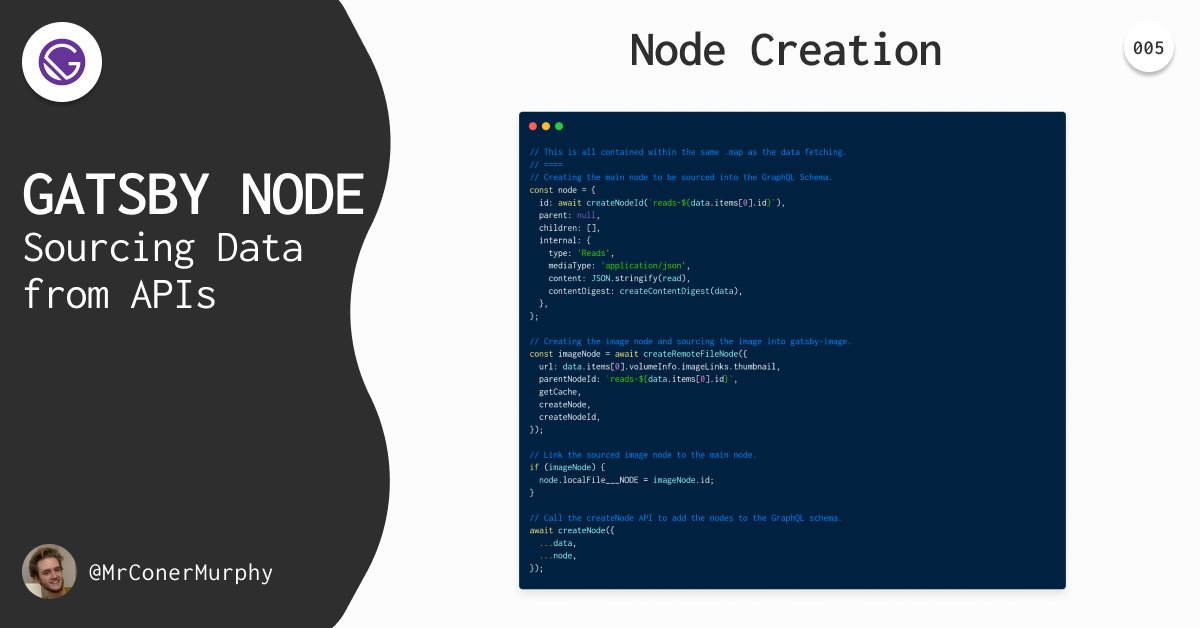 GATSBY NODE
Sourcing Data
from APIs
@MrConerMurphy
Node Creation
005
// This is all contained within the same .map as the data fetching.
// ====
// Creating the main node to be sourced into the GraphQL Schema.
const node = {
  id: await createNodeId(`reads-${data.items[0].id}`),
  parent: null,
  children: [],
  internal: {
    type: 'Reads',
    mediaType: 'application/json',
    content: JSON.stringify(read),
    contentDigest: createContentDigest(data),
  },
};

// Creating the image node and sourcing the image into gatsby-image.
const imageNode = await createRemoteFileNode({
  url: data.items[0].volumeInfo.imageLinks.thumbnail,
  parentNodeId: `reads-${data.items[0].id}`,
  getCache,
  createNode,
  createNodeId,
});

// Link the sourced image node to the main node.
if (imageNode) {
  node.localFile___NODE = imageNode.id;
}

// Call the createNode API to add the nodes to the GraphQL schema.
await createNode({
  ...data,
  ...node,
});